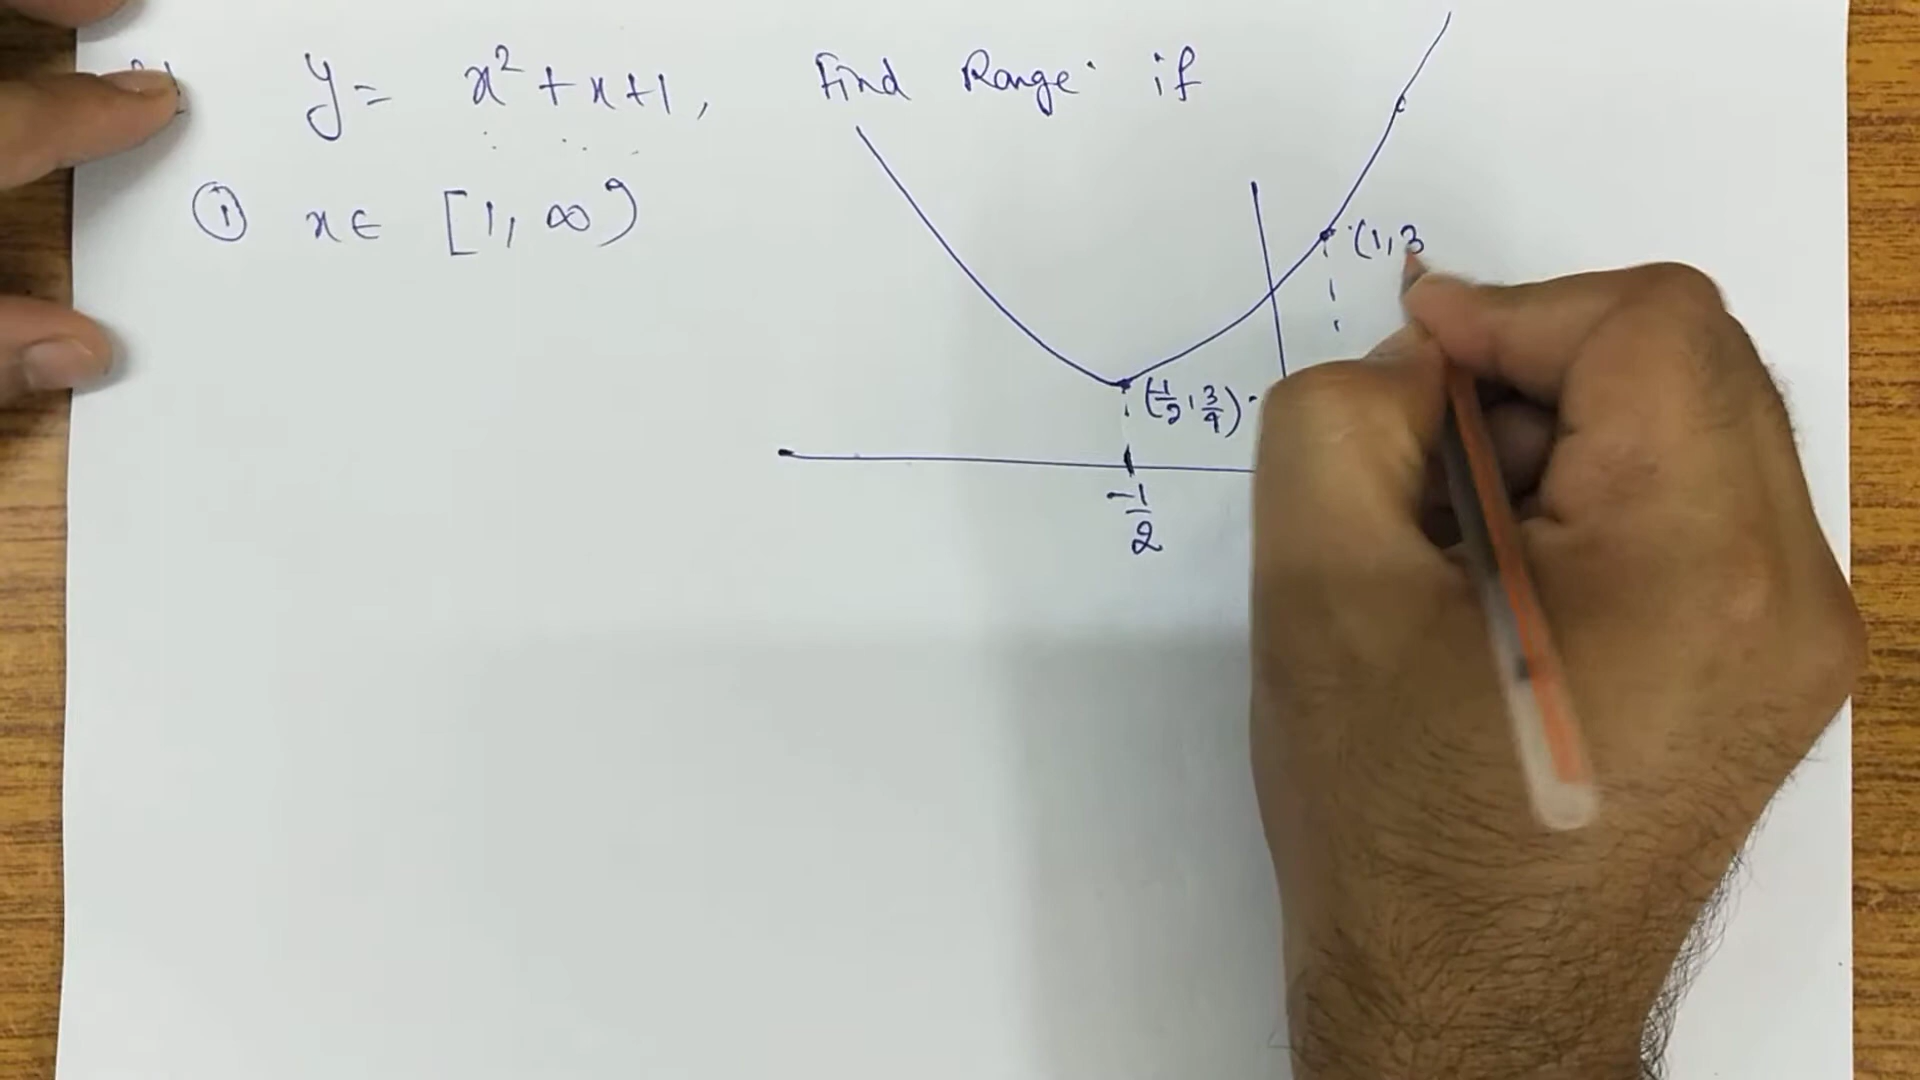 y = x² + x + 1, Find Range if
① x ∈ [1, ∞)
(1, 3
(-1/2, 3/4)
-1/2